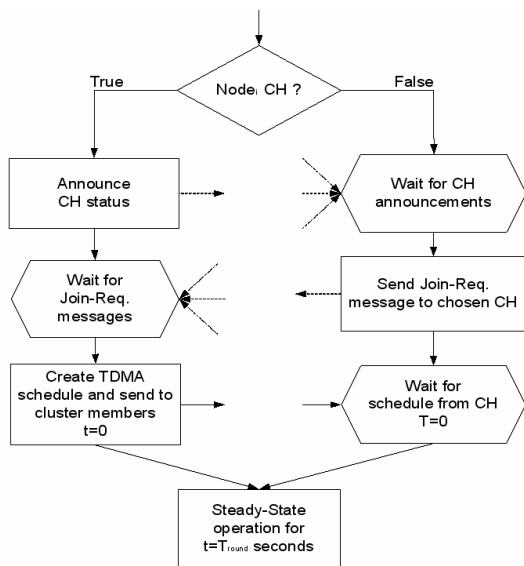 Nodeᵢ CH ?
True
False
Announce
CH status
Wait for CH
announcements
Wait for
Join-Req.
messages
Send Join-Req.
message to chosen CH
Create TDMA
schedule and send to
cluster members
t=0
Wait for
schedule from CH
T=0
Steady-State
operation for
t=Tround seconds